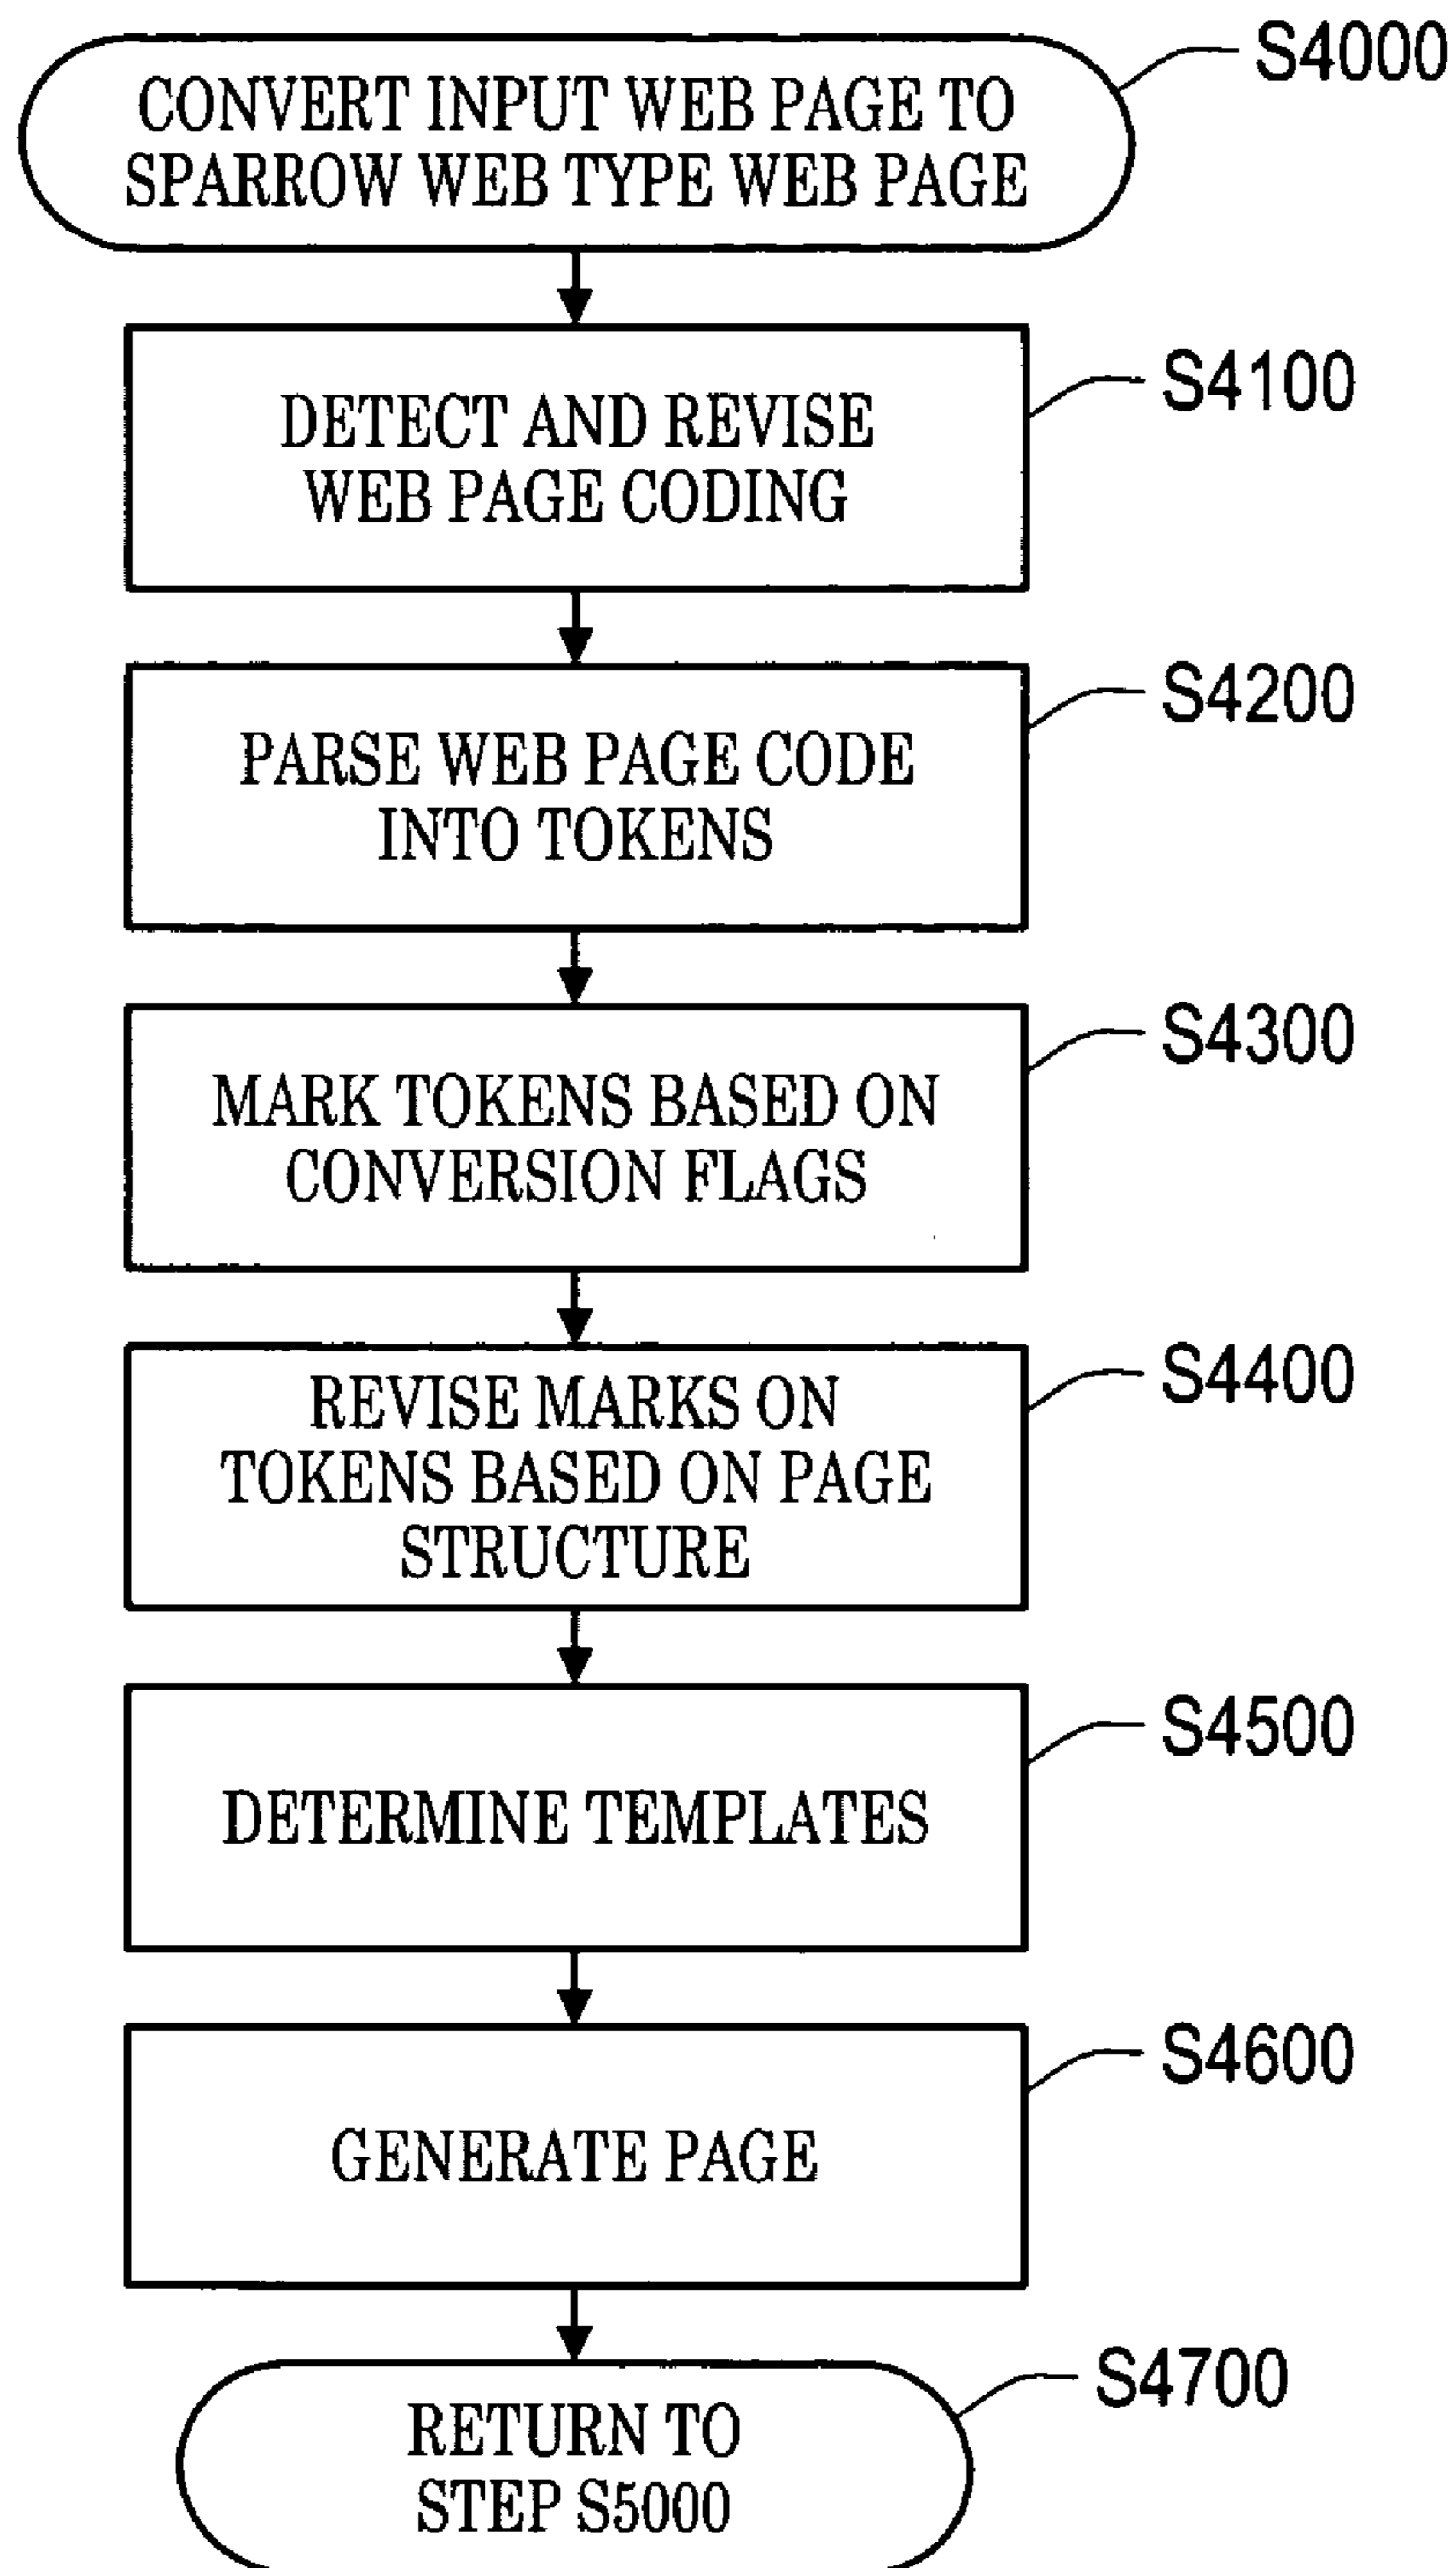 S4000
CONVERT INPUT WEB PAGE TO
SPARROW WEB TYPE WEB PAGE
S4100
DETECT AND REVISE
WEB PAGE CODING
S4200
PARSE WEB PAGE CODE
INTO TOKENS
S4300
MARK TOKENS BASED ON
CONVERSION FLAGS
S4400
REVISE MARKS ON
TOKENS BASED ON PAGE
STRUCTURE
S4500
DETERMINE TEMPLATES
S4600
GENERATE PAGE
S4700
RETURN TO
STEP S5000